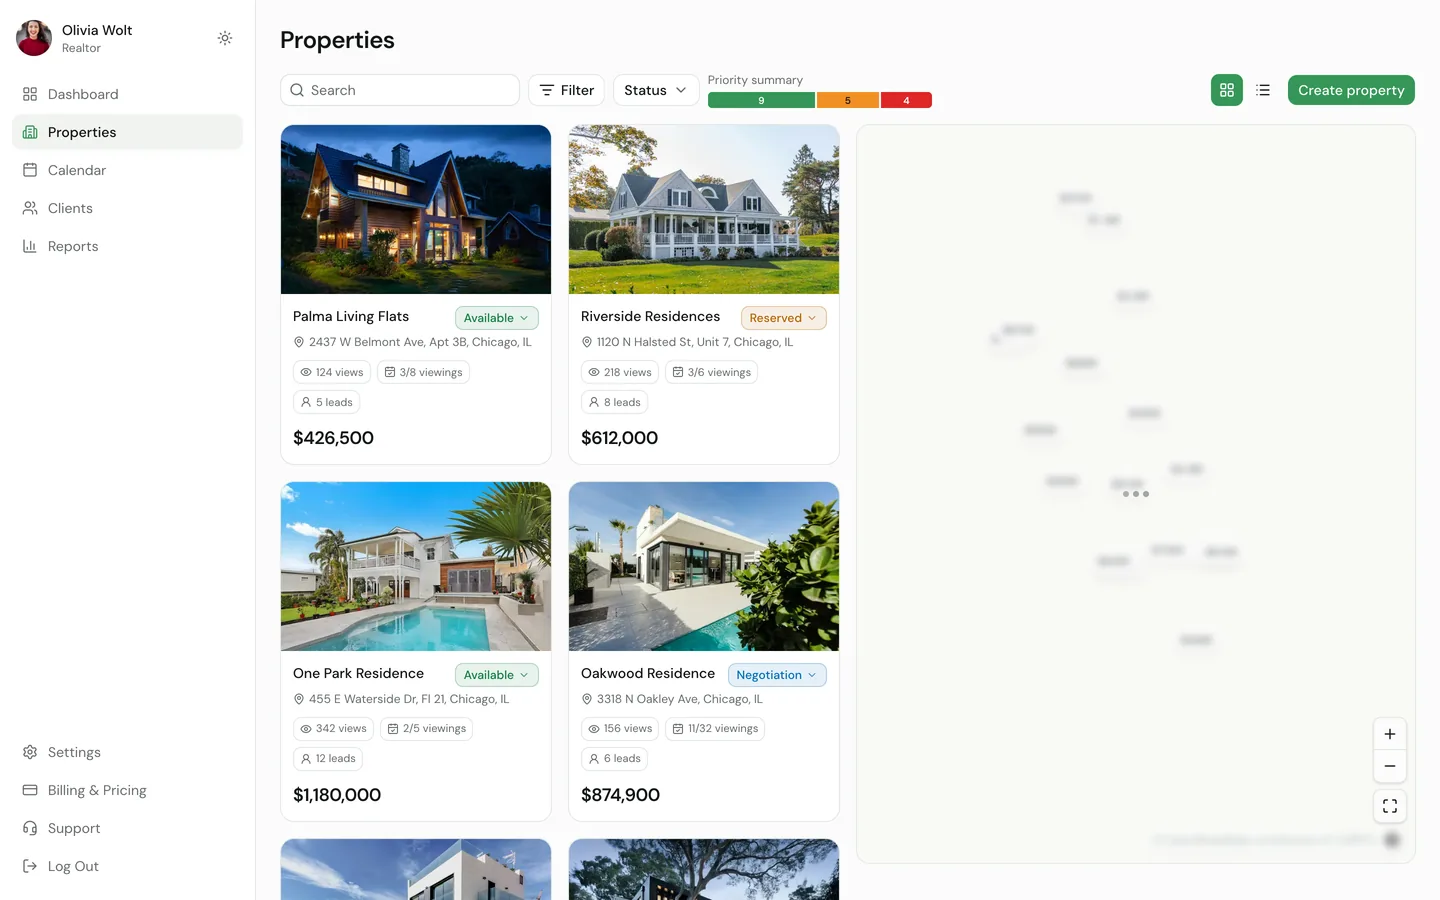 Olivia Wolt
Realtor
Dashboard
Properties
Calendar
Clients
Reports
Settings
Billing & Pricing
Support
Log Out
Properties
Search
Filter
Status
Priority summary
9
5
4
Create property
Palma Living Flats
Available
2437 W Belmont Ave, Apt 3B, Chicago, IL
124 views
3/8 viewings
5 leads
$426,500
Riverside Residences
Reserved
1120 N Halsted St, Unit 7, Chicago, IL
218 views
3/6 viewings
8 leads
$612,000
One Park Residence
Available
455 E Waterside Dr, Fl 21, Chicago, IL
342 views
2/5 viewings
12 leads
$1,180,000
Oakwood Residence
Negotiation
3318 N Oakley Ave, Chicago, IL
156 views
11/32 viewings
6 leads
$874,900